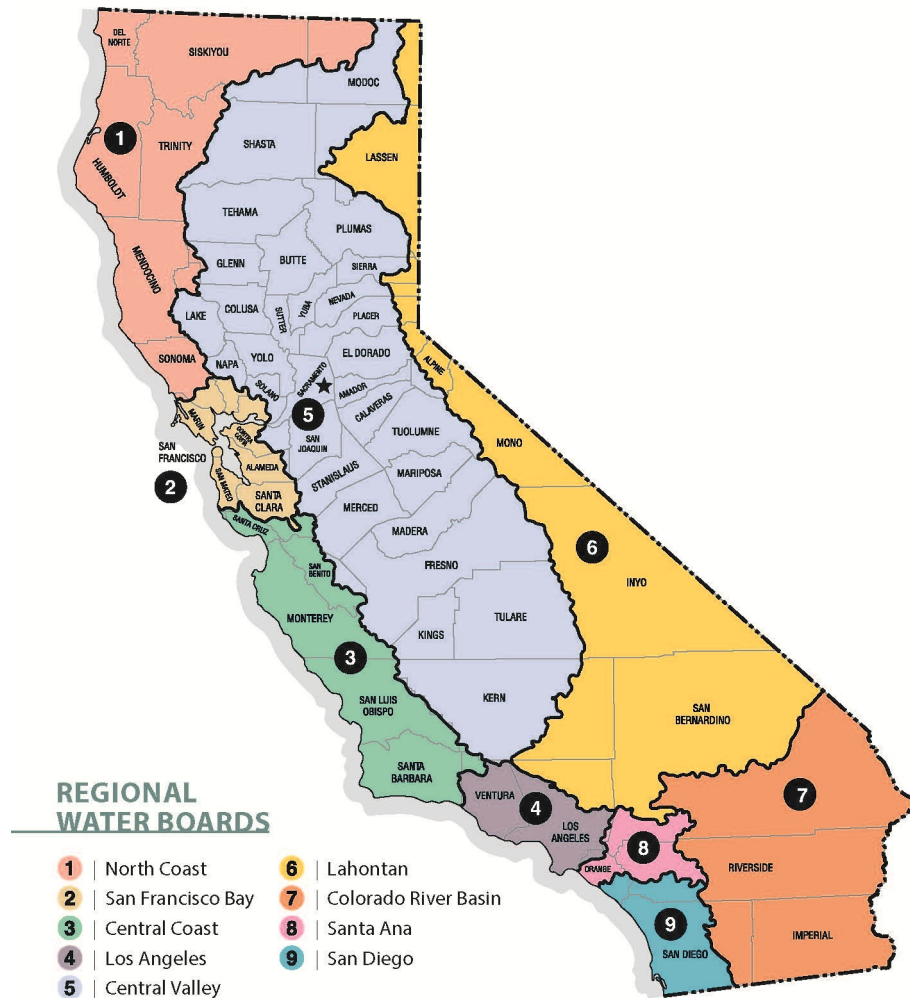 DEL
NORTE
SISKIYOU
MODOC
1
TRINITY
SHASTA
LASSEN
HUMBOLDT
TEHAMA
PLUMAS
MENDOCINO
GLENN
BUTTE
SIERRA
LAKE
COLUSA
SUTTER
YUBA
NEVADA
PLACER
SONOMA
NAPA
YOLO
SACRAMENTO
EL DORADO
ALPINE
SOLANO
AMADOR
5
CALAVERAS
MARIN
CONTRA
COSTA
SAN
JOAQUIN
TUOLUMNE
MONO
SAN
FRANCISCO
2
ALAMEDA
STANISLAUS
MARIPOSA
SAN MATEO
SANTA
CLARA
MERCED
MADERA
SANTA CRUZ
6
SAN
BENITO
FRESNO
INYO
MONTEREY
KINGS
TULARE
3
SAN LUIS
OBISPO
KERN
SAN
BERNARDINO
SANTA
BARBARA
VENTURA
4
LOS
ANGELES
7
8
ORANGE
RIVERSIDE
9
SAN DIEGO
IMPERIAL
REGIONAL
WATER BOARDS
1 | North Coast
2 | San Francisco Bay
3 | Central Coast
4 | Los Angeles
5 | Central Valley
6 | Lahontan
7 | Colorado River Basin
8 | Santa Ana
9 | San Diego